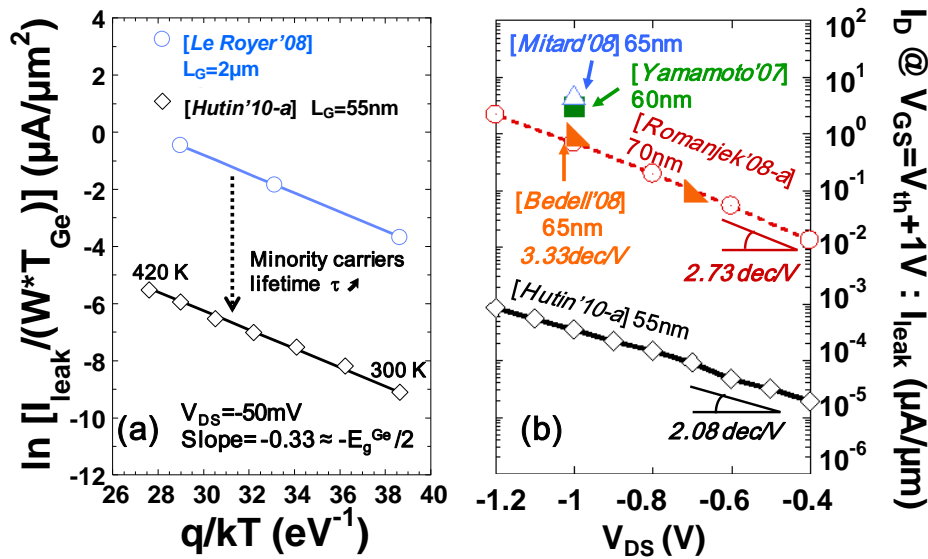 ln [I_leak/(W*T_Ge)] (µA/µm²)
4
2
0
-2
-4
-6
-8
-10
-12
[Le Royer'08]
L_G=2µm
[Hutin'10-a] L_G=55nm
Minority carriers
lifetime τ ↗
420 K
300 K
V_DS=-50mV
(a)
Slope= -0.33 ≈ -E_g^Ge/2
26 28 30 32 34 36 38 40
q/kT (eV⁻¹)
[Mitard'08] 65nm
[Yamamoto'07]
60nm
[Romanjek'08-a]
70nm
[Bedell'08]
65nm
3.33dec/V
2.73 dec/V
[Hutin'10-a] 55nm
2.08 dec/V
(b)
-1.2 -1 -0.8 -0.6 -0.4
V_DS (V)
10²
10¹
10⁰
10⁻¹
10⁻²
10⁻³
10⁻⁴
10⁻⁵
10⁻⁶
I_D @ V_GS=V_th+1V : I_leak (µA/µm)